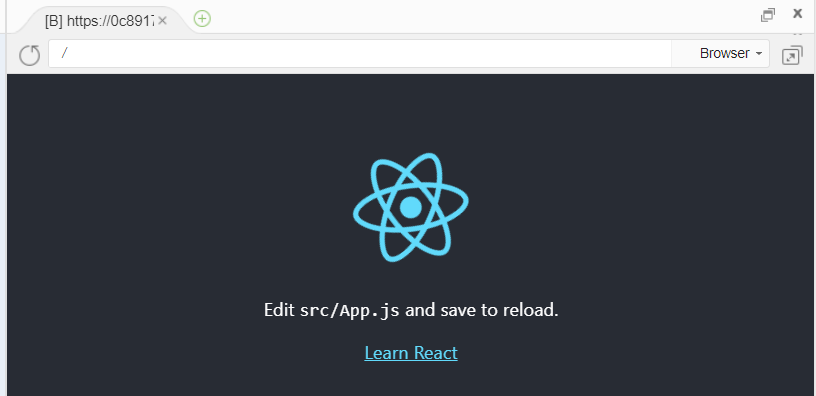 [B] https://0c8917
/
Browser
Edit src/App.js and save to reload.
Learn React